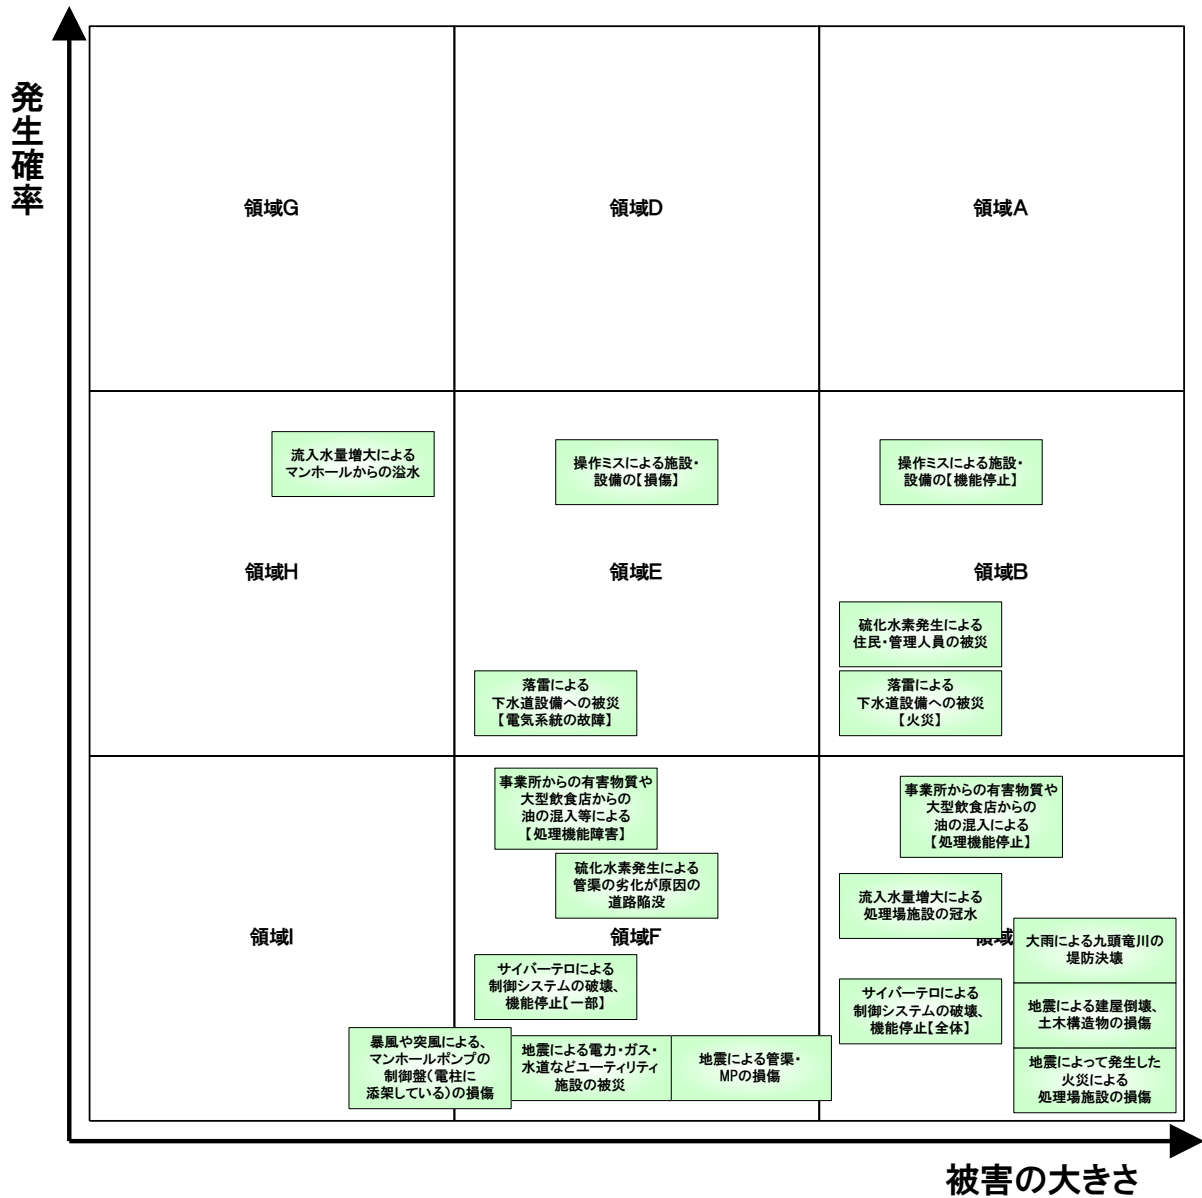 発生確率
領域G
領域D
領域A
流入水量増大による
マンホールからの溢水
操作ミスによる施設・
設備の【損傷】
操作ミスによる施設・
設備の【機能停止】
領域H
領域E
領域B
硫化水素発生による
住民・管理人員の被災
落雷による
下水道設備への被災
【電気系統の故障】
落雷による
下水道設備への被災
【火災】
事業所からの有害物質や
大型飲食店からの
油の混入等による
【処理機能障害】
事業所からの有害物質や
大型飲食店からの
油の混入による
【処理機能停止】
硫化水素発生による
管渠の劣化が原因の
道路陥没
流入水量増大による
処理場施設の冠水
領域I
領域F
領域
大雨による九頭竜川の
堤防決壊
サイバーテロによる
制御システムの破壊、
機能停止【一部】
サイバーテロによる
制御システムの破壊、
機能停止【全体】
地震による建屋倒壊、
土木構造物の損傷
暴風や突風による、
マンホールポンプの
制御盤(電柱に
添架している)の損傷
地震による電力・ガス・
水道などユーティリティ
施設の被災
地震による管渠・
MPの損傷
地震によって発生した
火災による
処理場施設の損傷
被害の大きさ